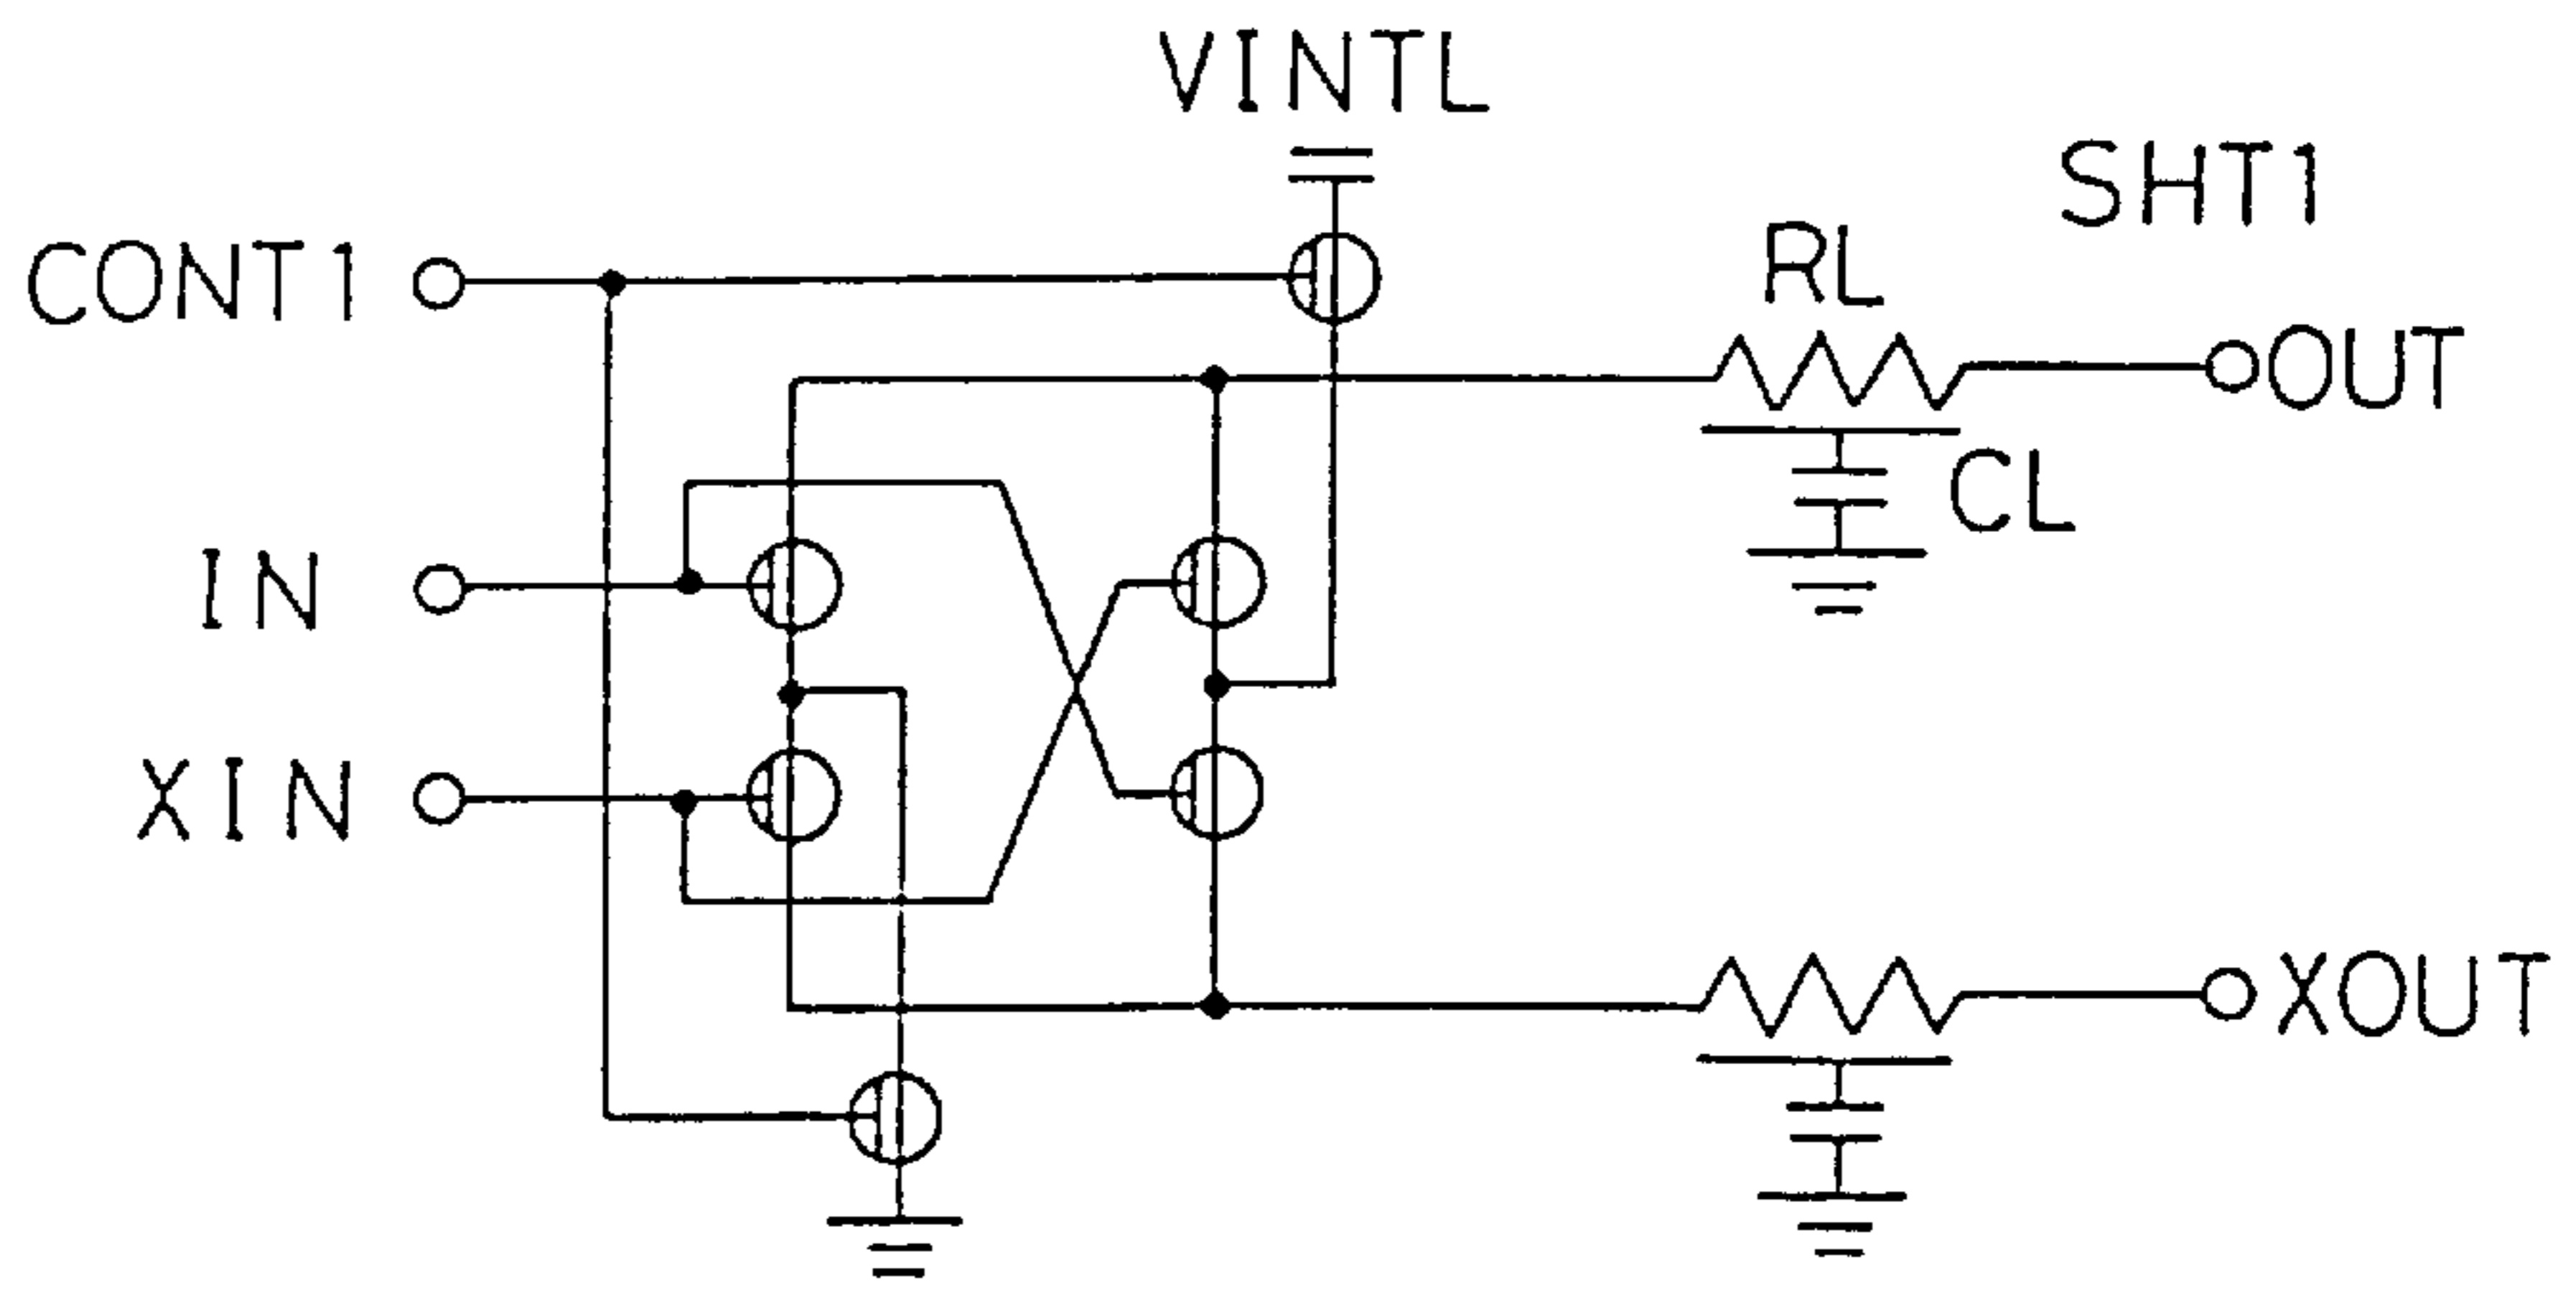 VINTL
SHT1
CONT1
RL
OUT
CL
IN
XIN
XOUT